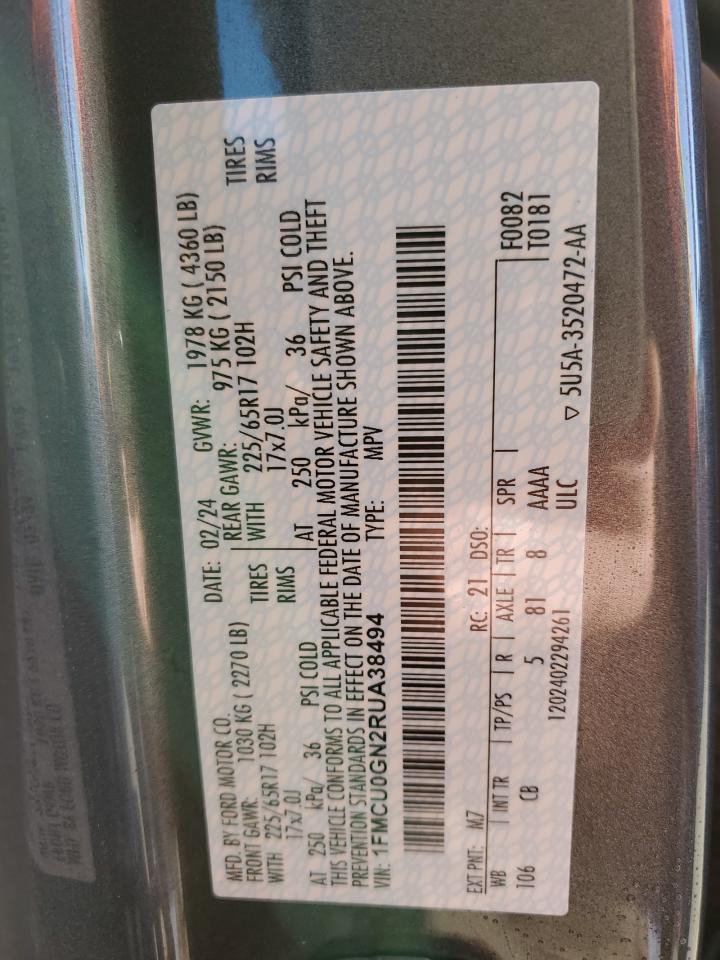 MFD. BY FORD MOTOR CO.
DATE: 02/24 GVWR: 1978 KG ( 4360 LB)
FRONT GAWR: 1030 KG ( 2270 LB) REAR GAWR: 975 KG ( 2150 LB)
WITH 225/65R17 102H TIRES WITH 225/65R17 102H TIRES
17x7.0J RIMS 17x7.0J RIMS
AT 250 kPa/ 36 PSI COLD AT 250 kPa/ 36 PSI COLD
THIS VEHICLE CONFORMS TO ALL APPLICABLE FEDERAL MOTOR VEHICLE SAFETY AND THEFT
PREVENTION STANDARDS IN EFFECT ON THE DATE OF MANUFACTURE SHOWN ABOVE.
VIN: 1FMCU0GN2RUA38494 TYPE: MPV
EXT PNT: M7 RC: 21 DSO:
WB INT TR TP/PS R AXLE TR SPR F0082
106 CB 5 81 8 AAAA T0181
ULC
1202402294261 ▽ 5U5A-3520472-AA